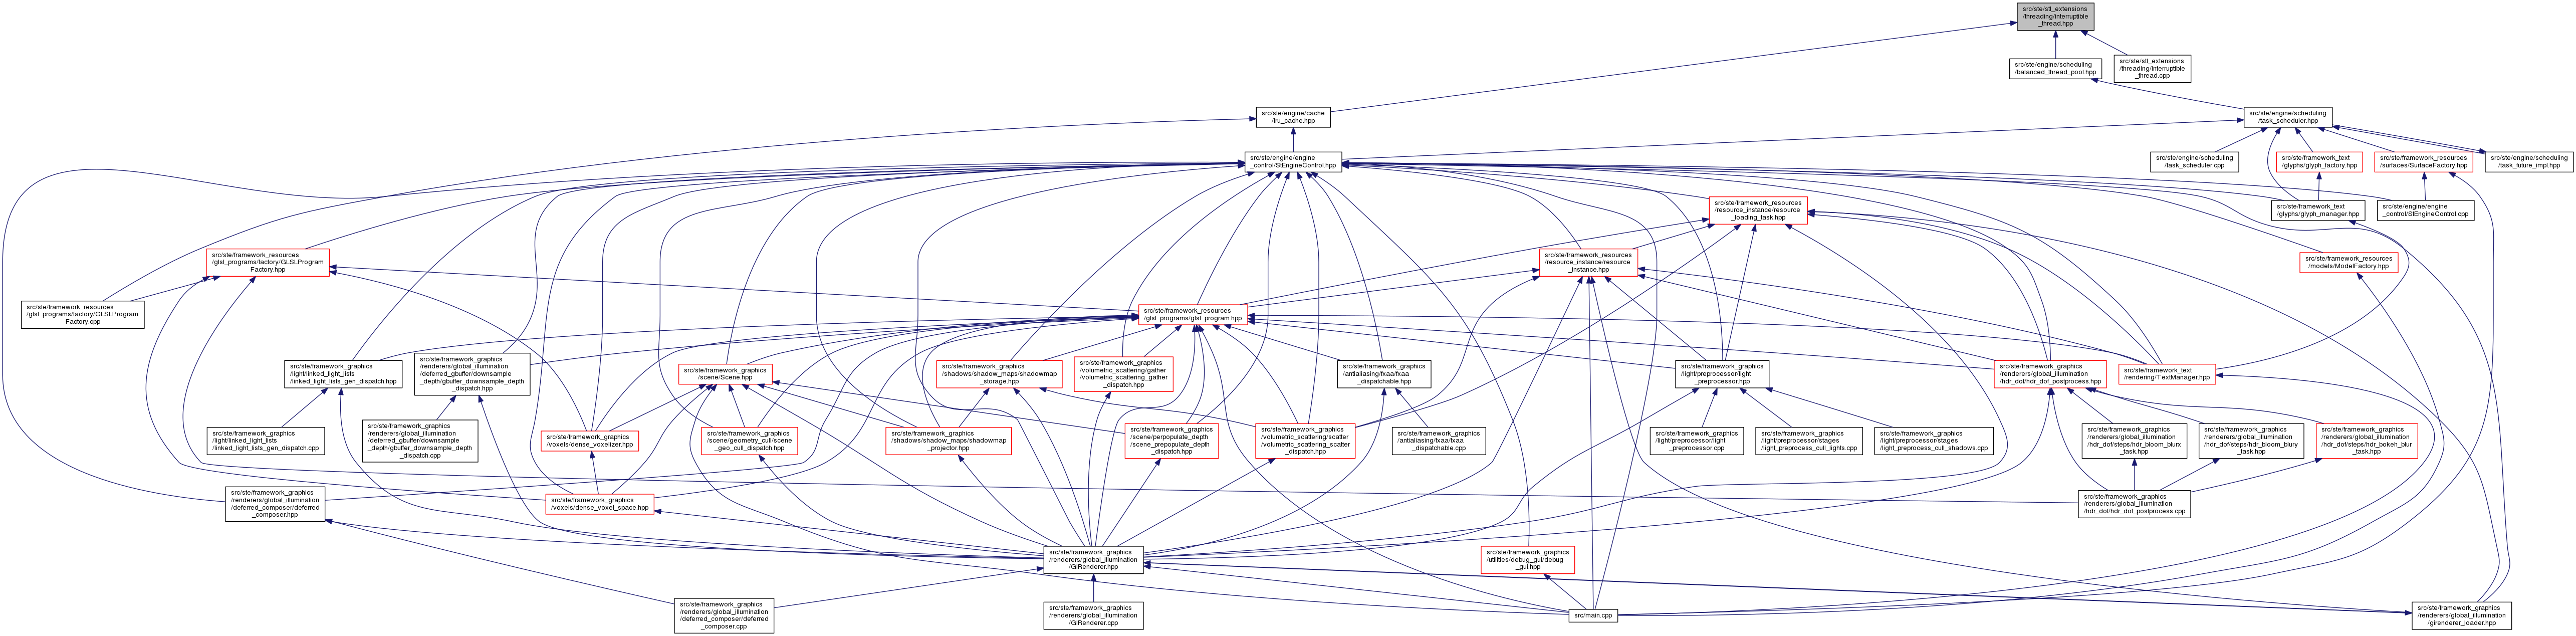 src/ste/stl_extensions
/threading/interruptible
_thread.hpp
src/ste/engine/scheduling
/balanced_thread_pool.hpp
src/ste/stl_extensions
/threading/interruptible
_thread.cpp
src/ste/engine/cache
/lru_cache.hpp
src/ste/engine/scheduling
/task_scheduler.hpp
src/ste/engine/engine
_control/StEngineControl.hpp
src/ste/engine/scheduling
/task_scheduler.cpp
src/ste/framework_text
/glyphs/glyph_factory.hpp
src/ste/framework_resources
/surfaces/SurfaceFactory.hpp
src/ste/engine/scheduling
/task_future_impl.hpp
src/ste/framework_resources
/resource_instance/resource
_loading_task.hpp
src/ste/framework_text
/glyphs/glyph_manager.hpp
src/ste/engine/engine
_control/StEngineControl.cpp
src/ste/framework_resources
/glsl_programs/factory/GLSLProgram
Factory.hpp
src/ste/framework_resources
/resource_instance/resource
_instance.hpp
src/ste/framework_resources
/models/ModelFactory.hpp
src/ste/framework_resources
/glsl_programs/factory/GLSLProgram
Factory.cpp
src/ste/framework_resources
/glsl_programs/glsl_program.hpp
src/ste/framework_graphics
/light/linked_light_lists
/linked_light_lists_gen_dispatch.hpp
src/ste/framework_graphics
/renderers/global_illumination
/deferred_gbuffer/downsample
_depth/gbuffer_downsample_depth
_dispatch.hpp
src/ste/framework_graphics
/scene/Scene.hpp
src/ste/framework_graphics
/shadows/shadow_maps/shadowmap
_storage.hpp
src/ste/framework_graphics
/volumetric_scattering/gather
/volumetric_scattering_gather
_dispatch.hpp
src/ste/framework_graphics
/antialiasing/fxaa/fxaa
_dispatchable.hpp
src/ste/framework_graphics
/light/preprocessor/light
_preprocessor.hpp
src/ste/framework_graphics
/renderers/global_illumination
/hdr_dof/hdr_dof_postprocess.hpp
src/ste/framework_text
/rendering/TextManager.hpp
src/ste/framework_graphics
/light/linked_light_lists
/linked_light_lists_gen_dispatch.cpp
src/ste/framework_graphics
/renderers/global_illumination
/deferred_gbuffer/downsample
_depth/gbuffer_downsample_depth
_dispatch.cpp
src/ste/framework_graphics
/voxels/dense_voxelizer.hpp
src/ste/framework_graphics
/scene/geometry_cull/scene
_geo_cull_dispatch.hpp
src/ste/framework_graphics
/shadows/shadow_maps/shadowmap
_projector.hpp
src/ste/framework_graphics
/scene/perpopulate_depth
/scene_prepopulate_depth
_dispatch.hpp
src/ste/framework_graphics
/volumetric_scattering/scatter
/volumetric_scattering_scatter
_dispatch.hpp
src/ste/framework_graphics
/antialiasing/fxaa/fxaa
_dispatchable.cpp
src/ste/framework_graphics
/light/preprocessor/light
_preprocessor.cpp
src/ste/framework_graphics
/light/preprocessor/stages
/light_preprocess_cull_lights.cpp
src/ste/framework_graphics
/light/preprocessor/stages
/light_preprocess_cull_shadows.cpp
src/ste/framework_graphics
/renderers/global_illumination
/hdr_dof/steps/hdr_bloom_blurx
_task.hpp
src/ste/framework_graphics
/renderers/global_illumination
/hdr_dof/steps/hdr_bloom_blury
_task.hpp
src/ste/framework_graphics
/renderers/global_illumination
/hdr_dof/steps/hdr_bokeh_blur
_task.hpp
src/ste/framework_graphics
/renderers/global_illumination
/deferred_composer/deferred
_composer.hpp
src/ste/framework_graphics
/voxels/dense_voxel_space.hpp
src/ste/framework_graphics
/renderers/global_illumination
/hdr_dof/hdr_dof_postprocess.cpp
src/ste/framework_graphics
/renderers/global_illumination
/GIRenderer.hpp
src/ste/framework_graphics
/utilities/debug_gui/debug
_gui.hpp
src/ste/framework_graphics
/renderers/global_illumination
/deferred_composer/deferred
_composer.cpp
src/ste/framework_graphics
/renderers/global_illumination
/GIRenderer.cpp
src/main.cpp
src/ste/framework_graphics
/renderers/global_illumination
/girenderer_loader.hpp